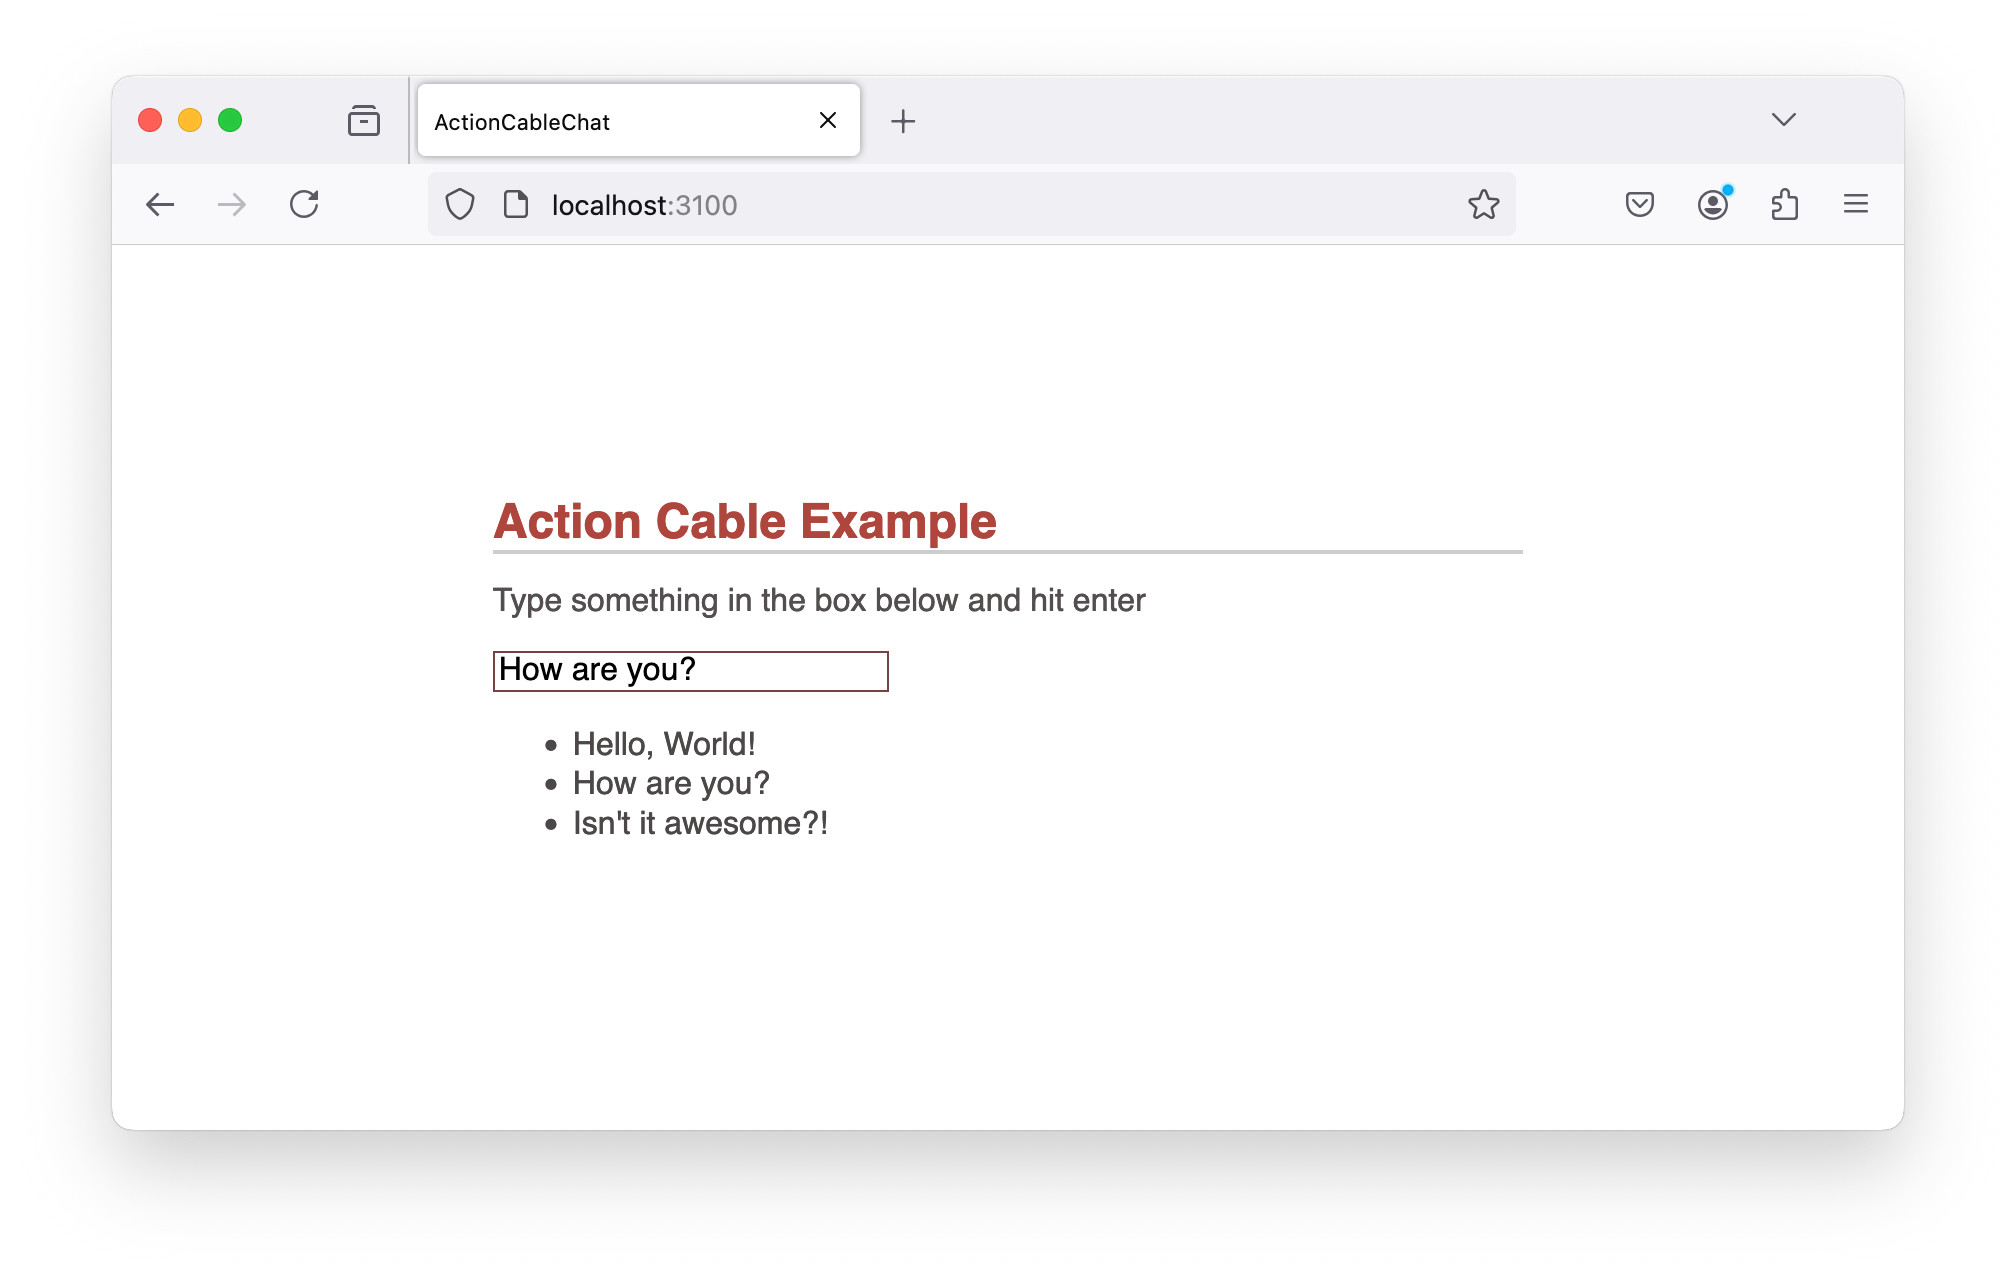 ActionCableChat
localhost:3100
Action Cable Example
Type something in the box below and hit enter
How are you?
Hello, World!
How are you?
Isn't it awesome?!